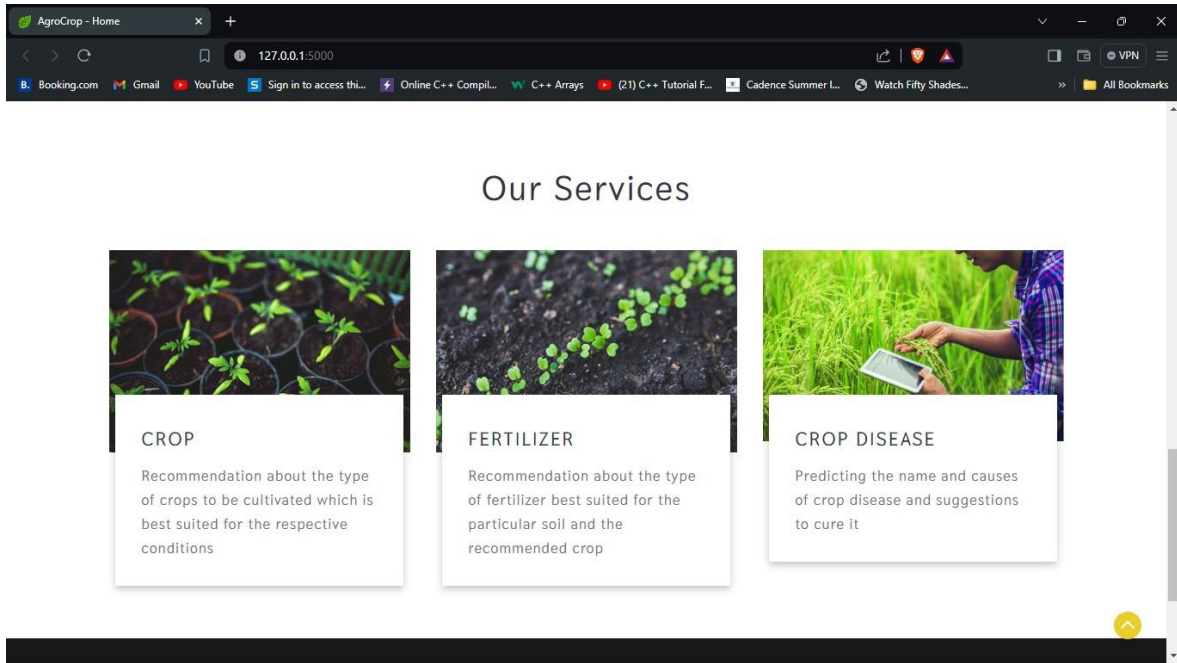 AgroCrop - Home
127.0.0.1:5000
VPN
Booking.com
Gmail
YouTube
Sign in to access thi...
Online C++ Compil...
C++ Arrays
(21) C++ Tutorial F...
Cadence Summer I...
Watch Fifty Shades...
All Bookmarks
Our Services
CROP
Recommendation about the type
of crops to be cultivated which is
best suited for the respective
conditions
FERTILIZER
Recommendation about the type
of fertilizer best suited for the
particular soil and the
recommended crop
CROP DISEASE
Predicting the name and causes
of crop disease and suggestions
to cure it